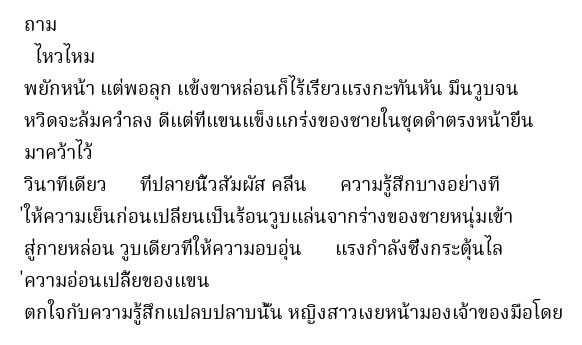 ถาม
ไหวไหม
พยักหน้า แต่พอลุก แข้งขาหล่อนก็ไร้เรี่ยวแรงกะทันหัน มึนวูบจน
หวิดจะล้มคว่ำลง ดีแต่ที่แขนแข็งแกร่งของชายในชุดดำตรงหน้ายื่น
มาคว้าไว้
วินาทีเดียว ที่ปลายนิ้วสัมผัส คลื่น ความรู้สึกบางอย่างที
่ให้ความเย็นก่อนเปลี่ยนเป็นร้อนวูบแล่นจากร่างของชายหนุ่มเข้า
สู่กายหล่อน วูบเดียวที่ให้ความอบอุ่น แรงกำลังซึ่งกระตุ้นไล
่ความอ่อนเปลี้ยของแขน
ตกใจกับความรู้สึกแปลบปลาบนั้น หญิงสาวเงยหน้ามองเจ้าของมือโดย